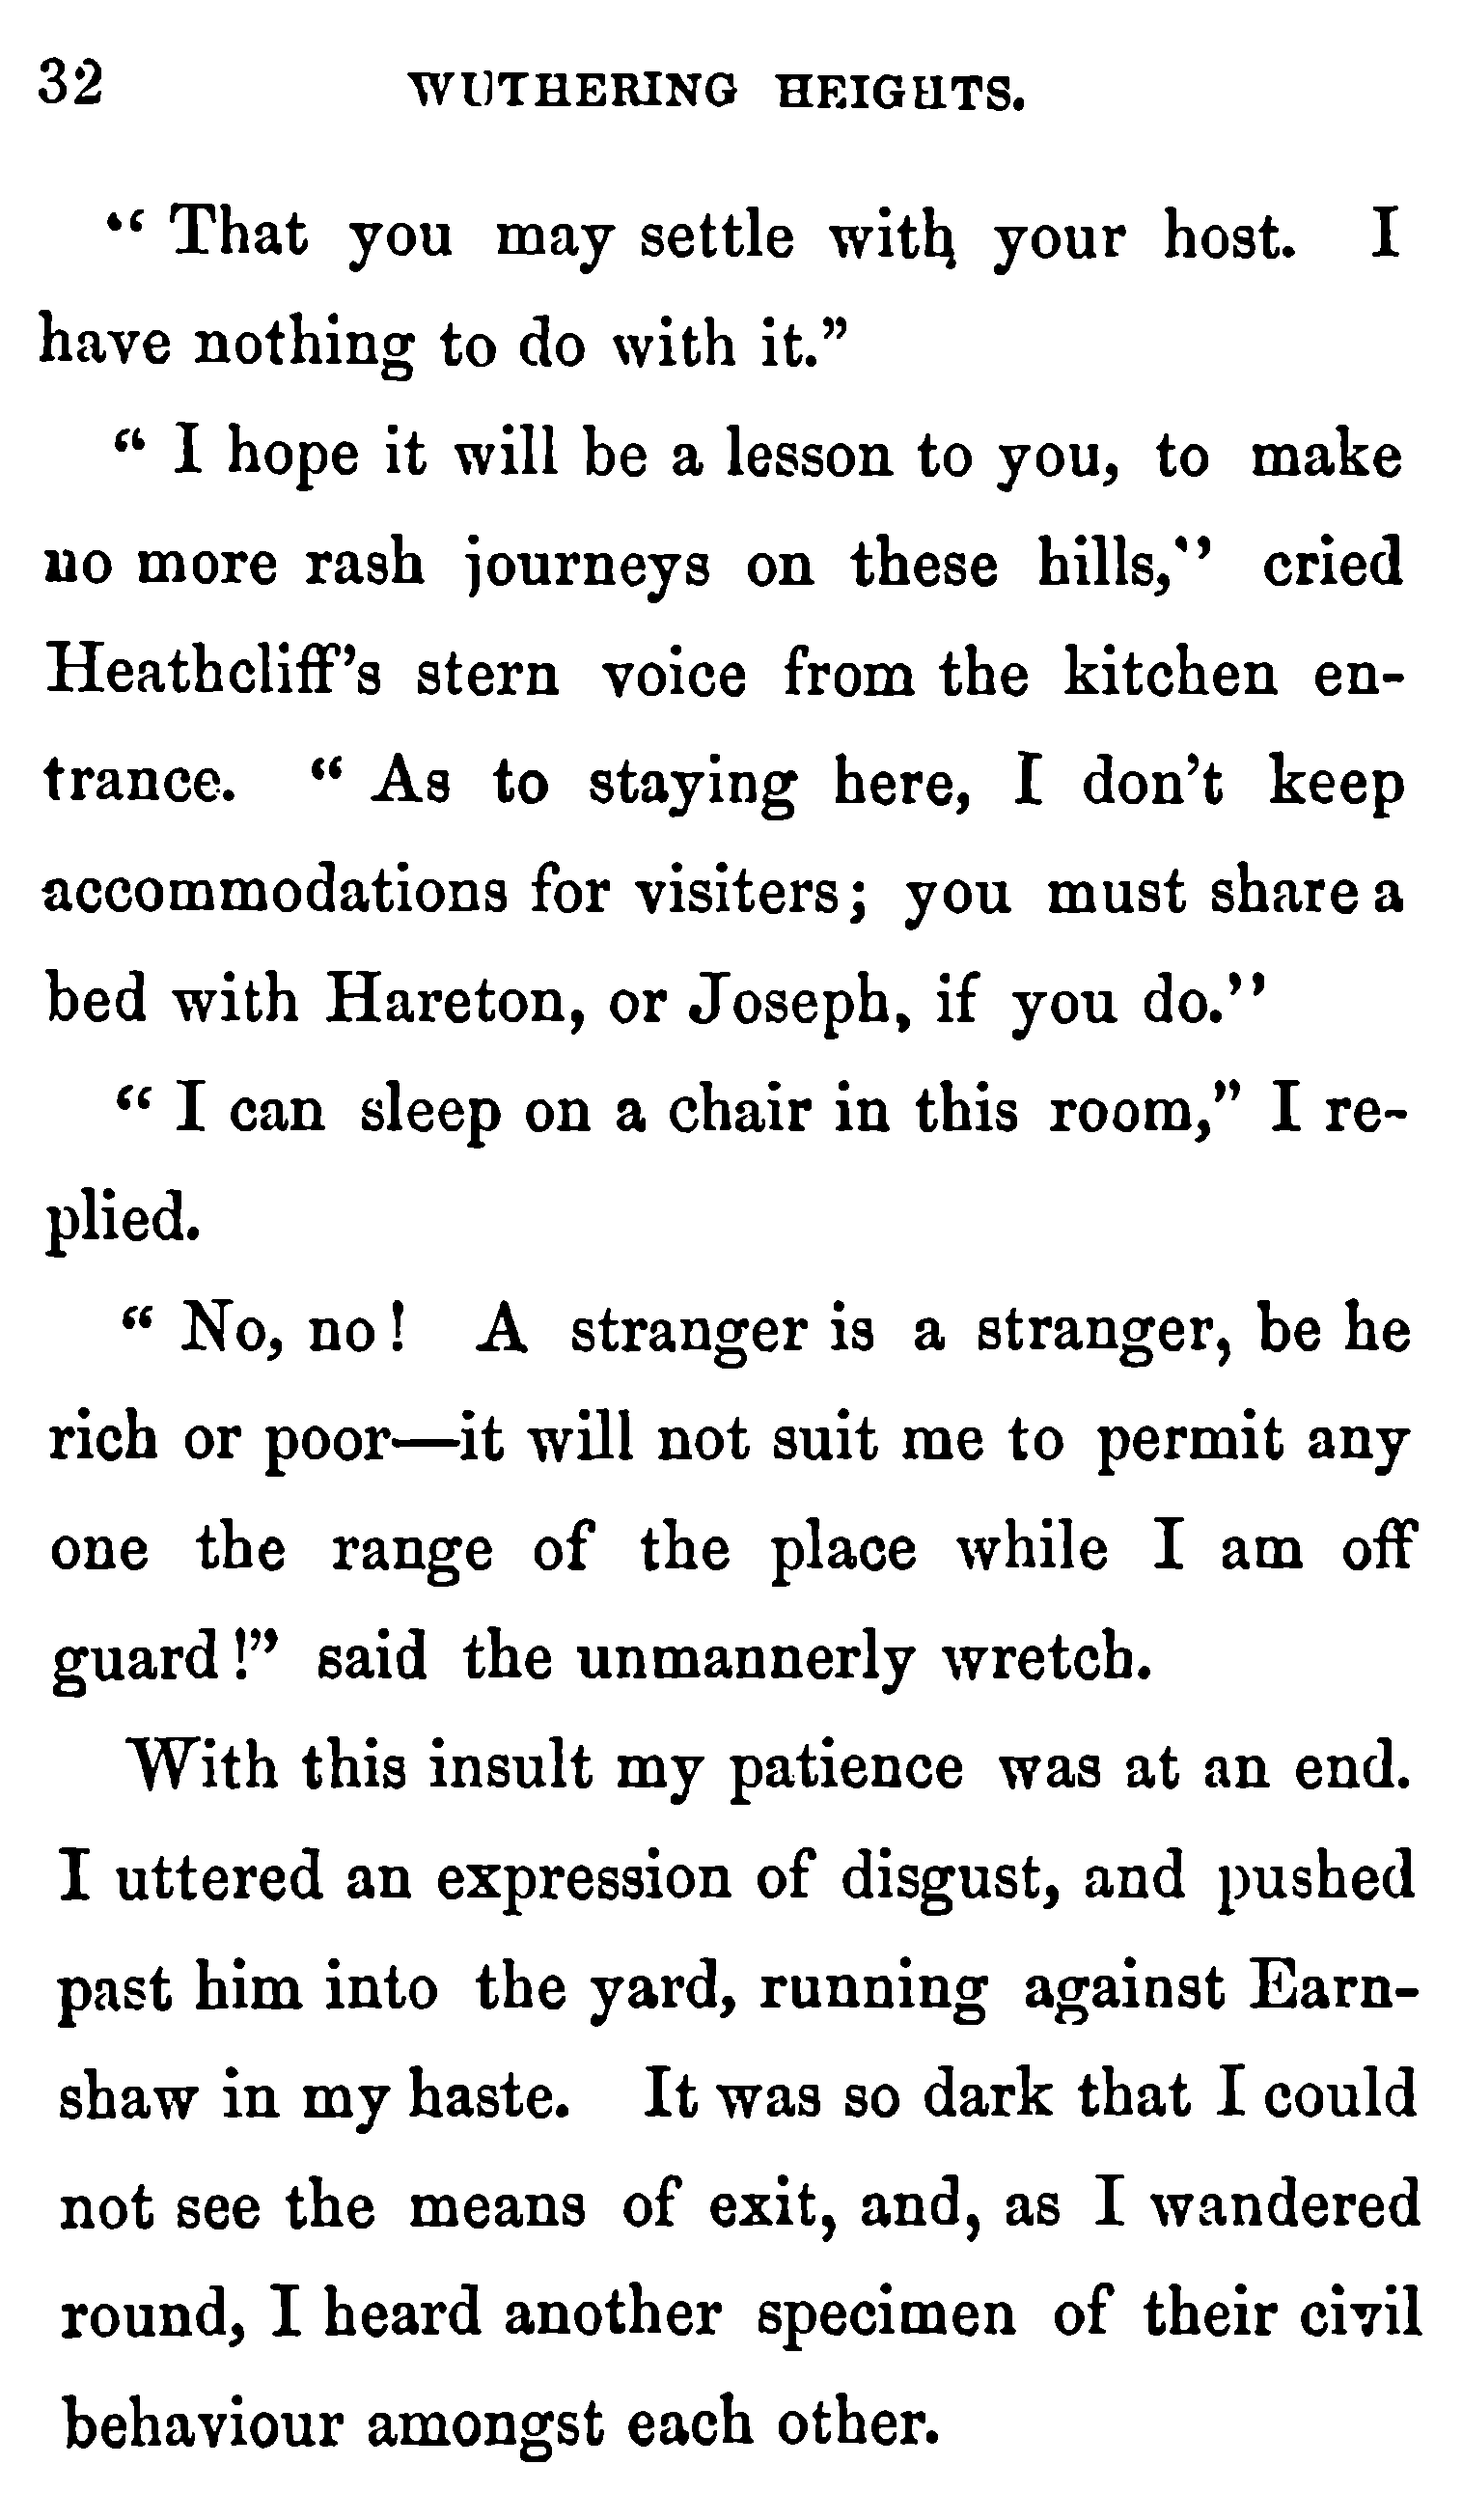 32 WUTHERING HEIGHTS.
“ That you may settle with your host. I
have nothing to do with it.”
“ I hope it will be a lesson to you, to make
no more rash journeys on these hills,” cried
Heathcliff’s stern voice from the kitchen en-
trance. “ As to staying here, I don’t keep
accommodations for visiters; you must share a
bed with Hareton, or Joseph, if you do.”
“ I can sleep on a chair in this room,” I re-
plied.
“ No, no! A stranger is a stranger, be he
rich or poor—it will not suit me to permit any
one the range of the place while I am off
guard !” said the unmannerly wretch.
With this insult my patience was at an end.
I uttered an expression of disgust, and pushed
past him into the yard, running against Earn-
shaw in my haste. It was so dark that I could
not see the means of exit, and, as I wandered
round, I heard another specimen of their civil
behaviour amongst each other.